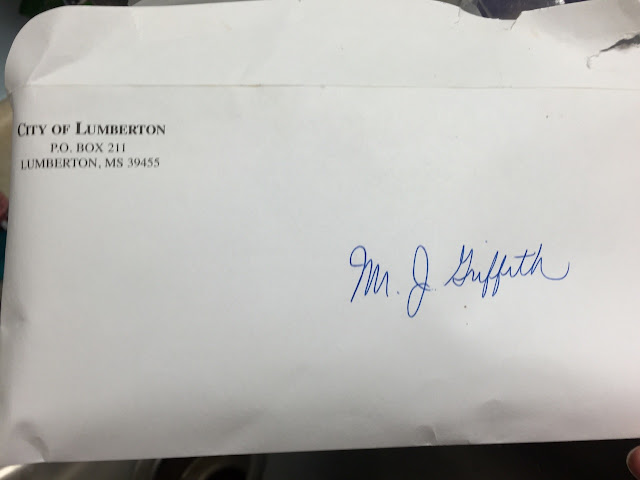 CITY OF LUMBERTON
P.O. BOX 211
LUMBERTON, MS 39455
M. J. Griffith